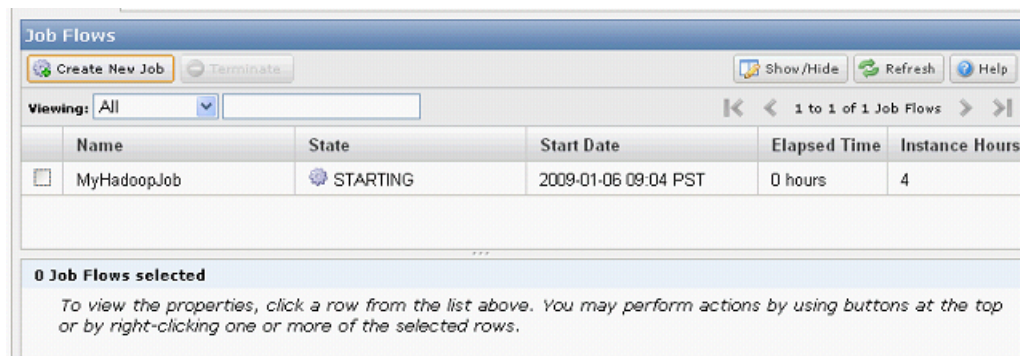 Job Flows
Create New Job Terminate Show/Hide Refresh Help
Viewing: All 1 to 1 of 1 Job Flows
Name State Start Date Elapsed Time Instance Hours
MyHadoopJob STARTING 2009-01-06 09:04 PST 0 hours 4
0 Job Flows selected
To view the properties, click a row from the list above. You may perform actions by using buttons at the top
or by right-clicking one or more of the selected rows.